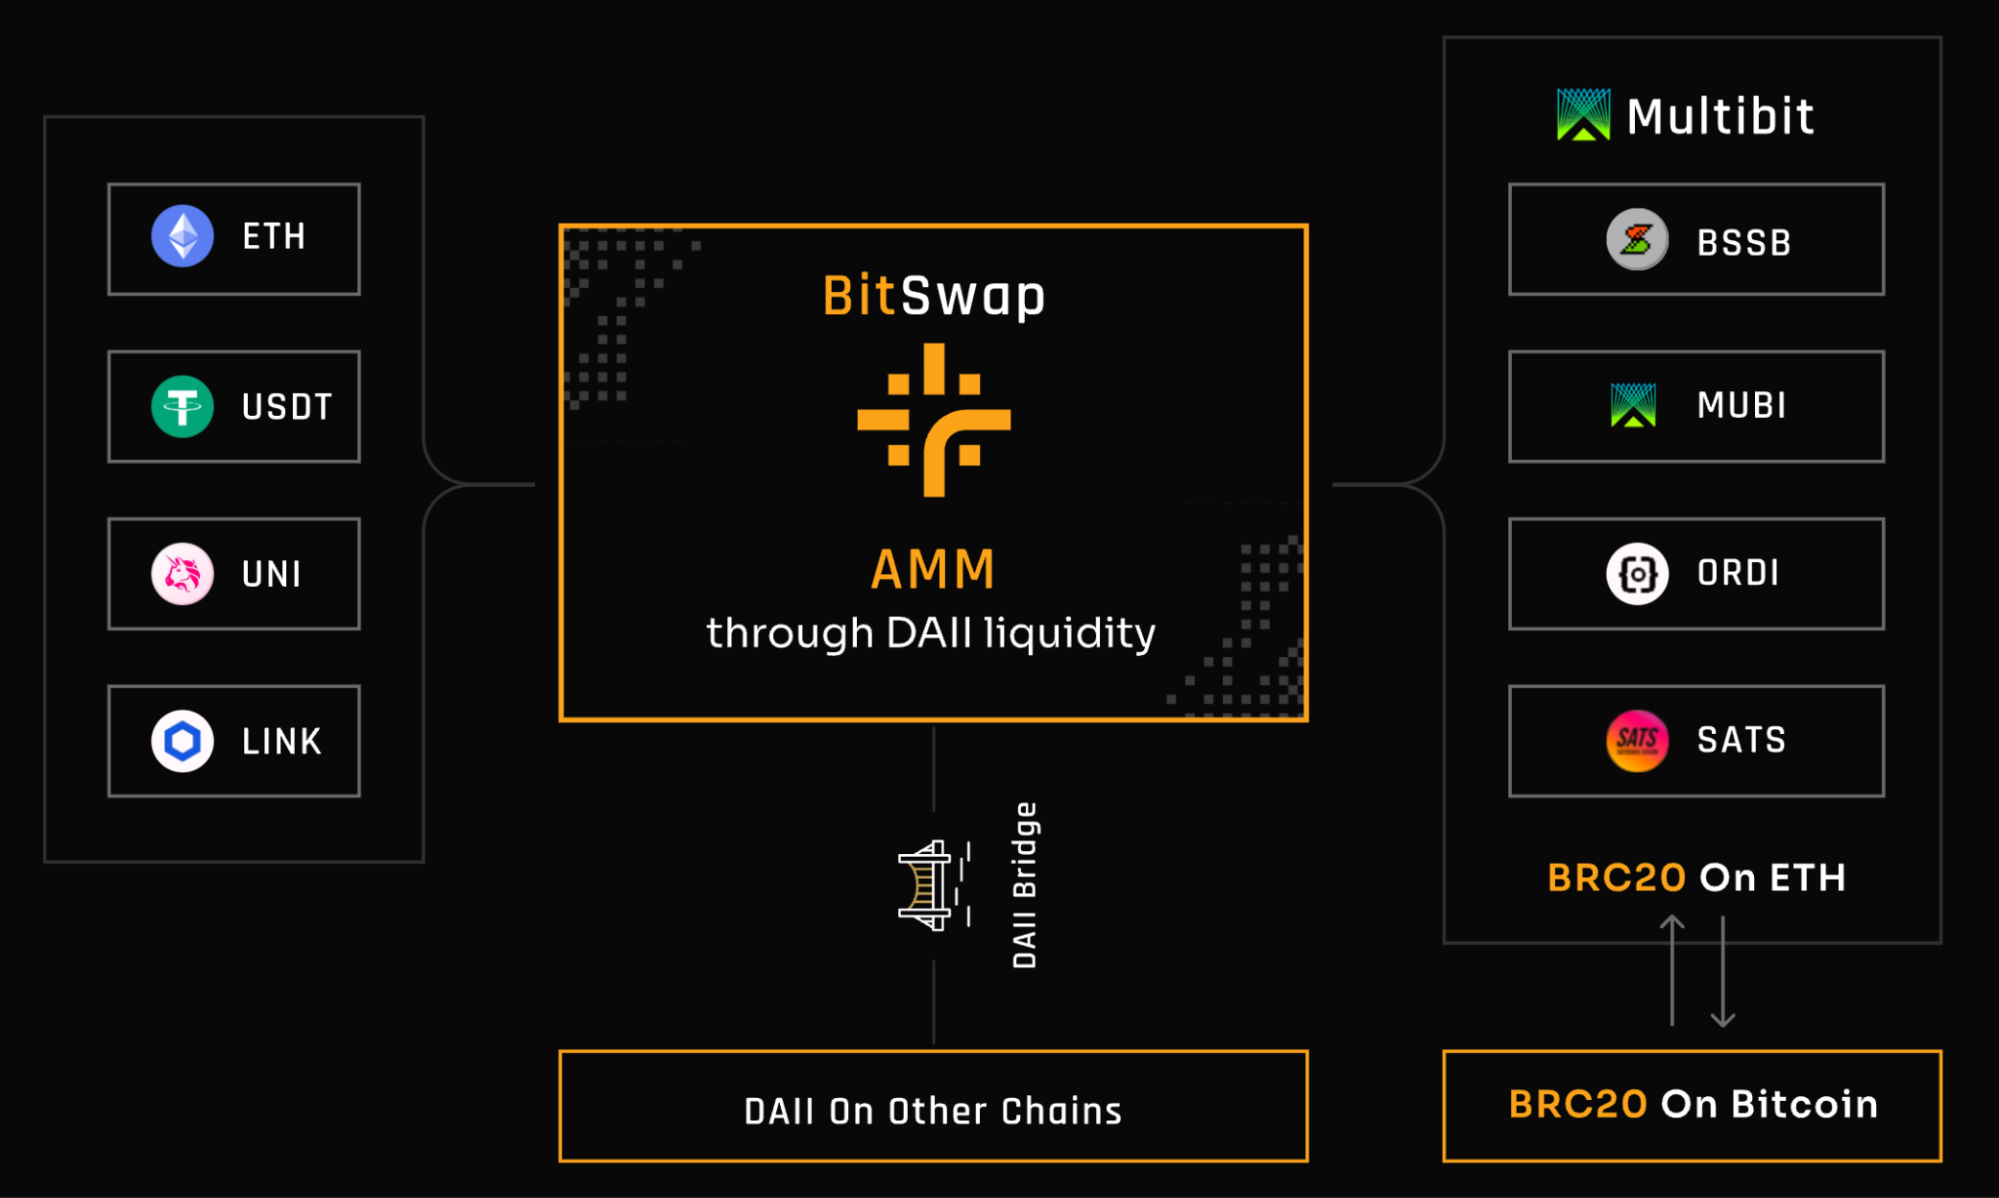 ETH
USDT
UNI
LINK
BitSwap
AMM
through DAII liquidity
DAII Bridge
DAII On Other Chains
Multibit
BSSB
MUBI
ORDI
SATS
SATS
BRC20 On ETH
BRC20 On Bitcoin